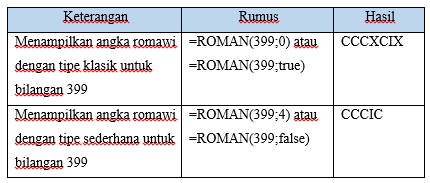 Keterangan Rumus Hasil
Menampilkan angka romawi =ROMAN(399;0) atau CCCXCIX
dengan tipe klasik untuk =ROMAN(399;true)
bilangan 399
Menampilkan angka romawi =ROMAN(399;4) atau CCCIC
dengan tipe sederhana untuk =ROMAN(399;false)
bilangan 399